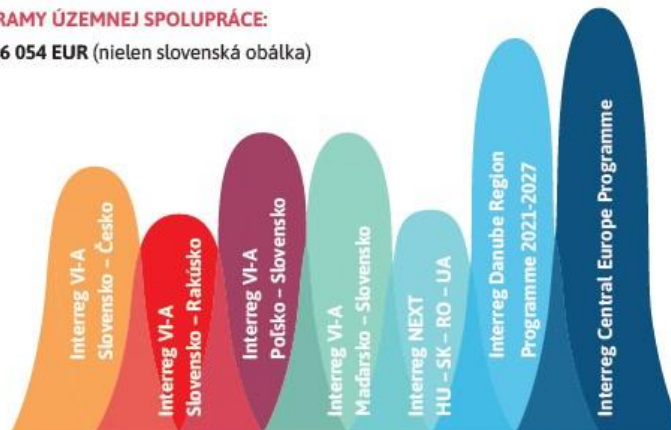 RAMY ÚZEMNEJ SPOLUPRÁCE:
6 054 EUR (nielen slovenská obálka)
Interreg VI-A
Slovensko – Česko
Interreg VI-A
Slovensko – Rakúsko
Interreg VI-A
Poľsko – Slovensko
Interreg VI-A
Maďarsko – Slovensko
Interreg NEXT
HU – SK – RO – UA
Interreg Danube Region
Programme 2021-2027
Interreg Central Europe Programme